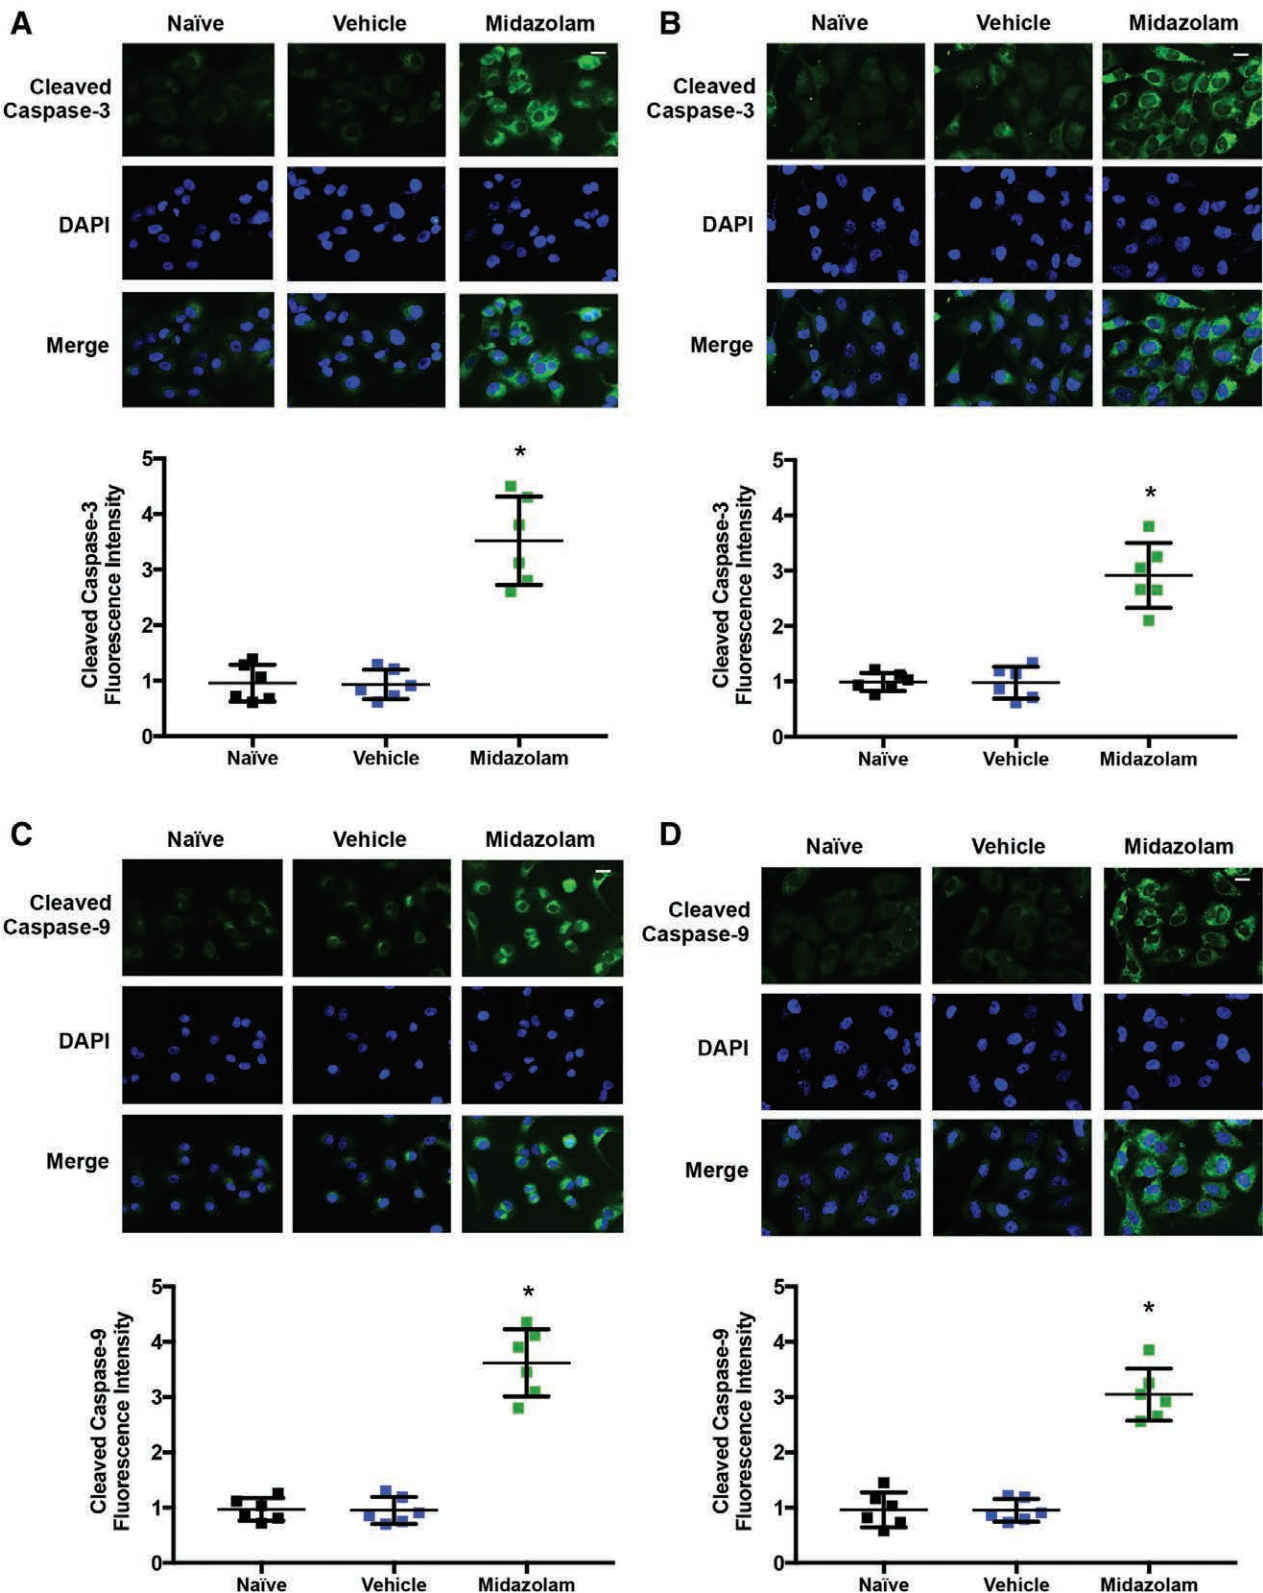 A
Naïve Vehicle Midazolam
Cleaved
Caspase-3
DAPI
Merge
Cleaved Caspase-3
Fluorescence Intensity
5
4
3
2
1
0
*
Naïve Vehicle Midazolam
B
Naïve Vehicle Midazolam
Cleaved
Caspase-3
DAPI
Merge
Cleaved Caspase-3
Fluorescence Intensity
5
4
3
2
1
0
*
Naïve Vehicle Midazolam
C
Naïve Vehicle Midazolam
Cleaved
Caspase-9
DAPI
Merge
Cleaved Caspase-9
Fluorescence Intensity
5
4
3
2
1
0
*
Naïve Vehicle Midazolam
D
Naïve Vehicle Midazolam
Cleaved
Caspase-9
DAPI
Merge
Cleaved Caspase-9
Fluorescence Intensity
5
4
3
2
1
0
*
Naïve Vehicle Midazolam